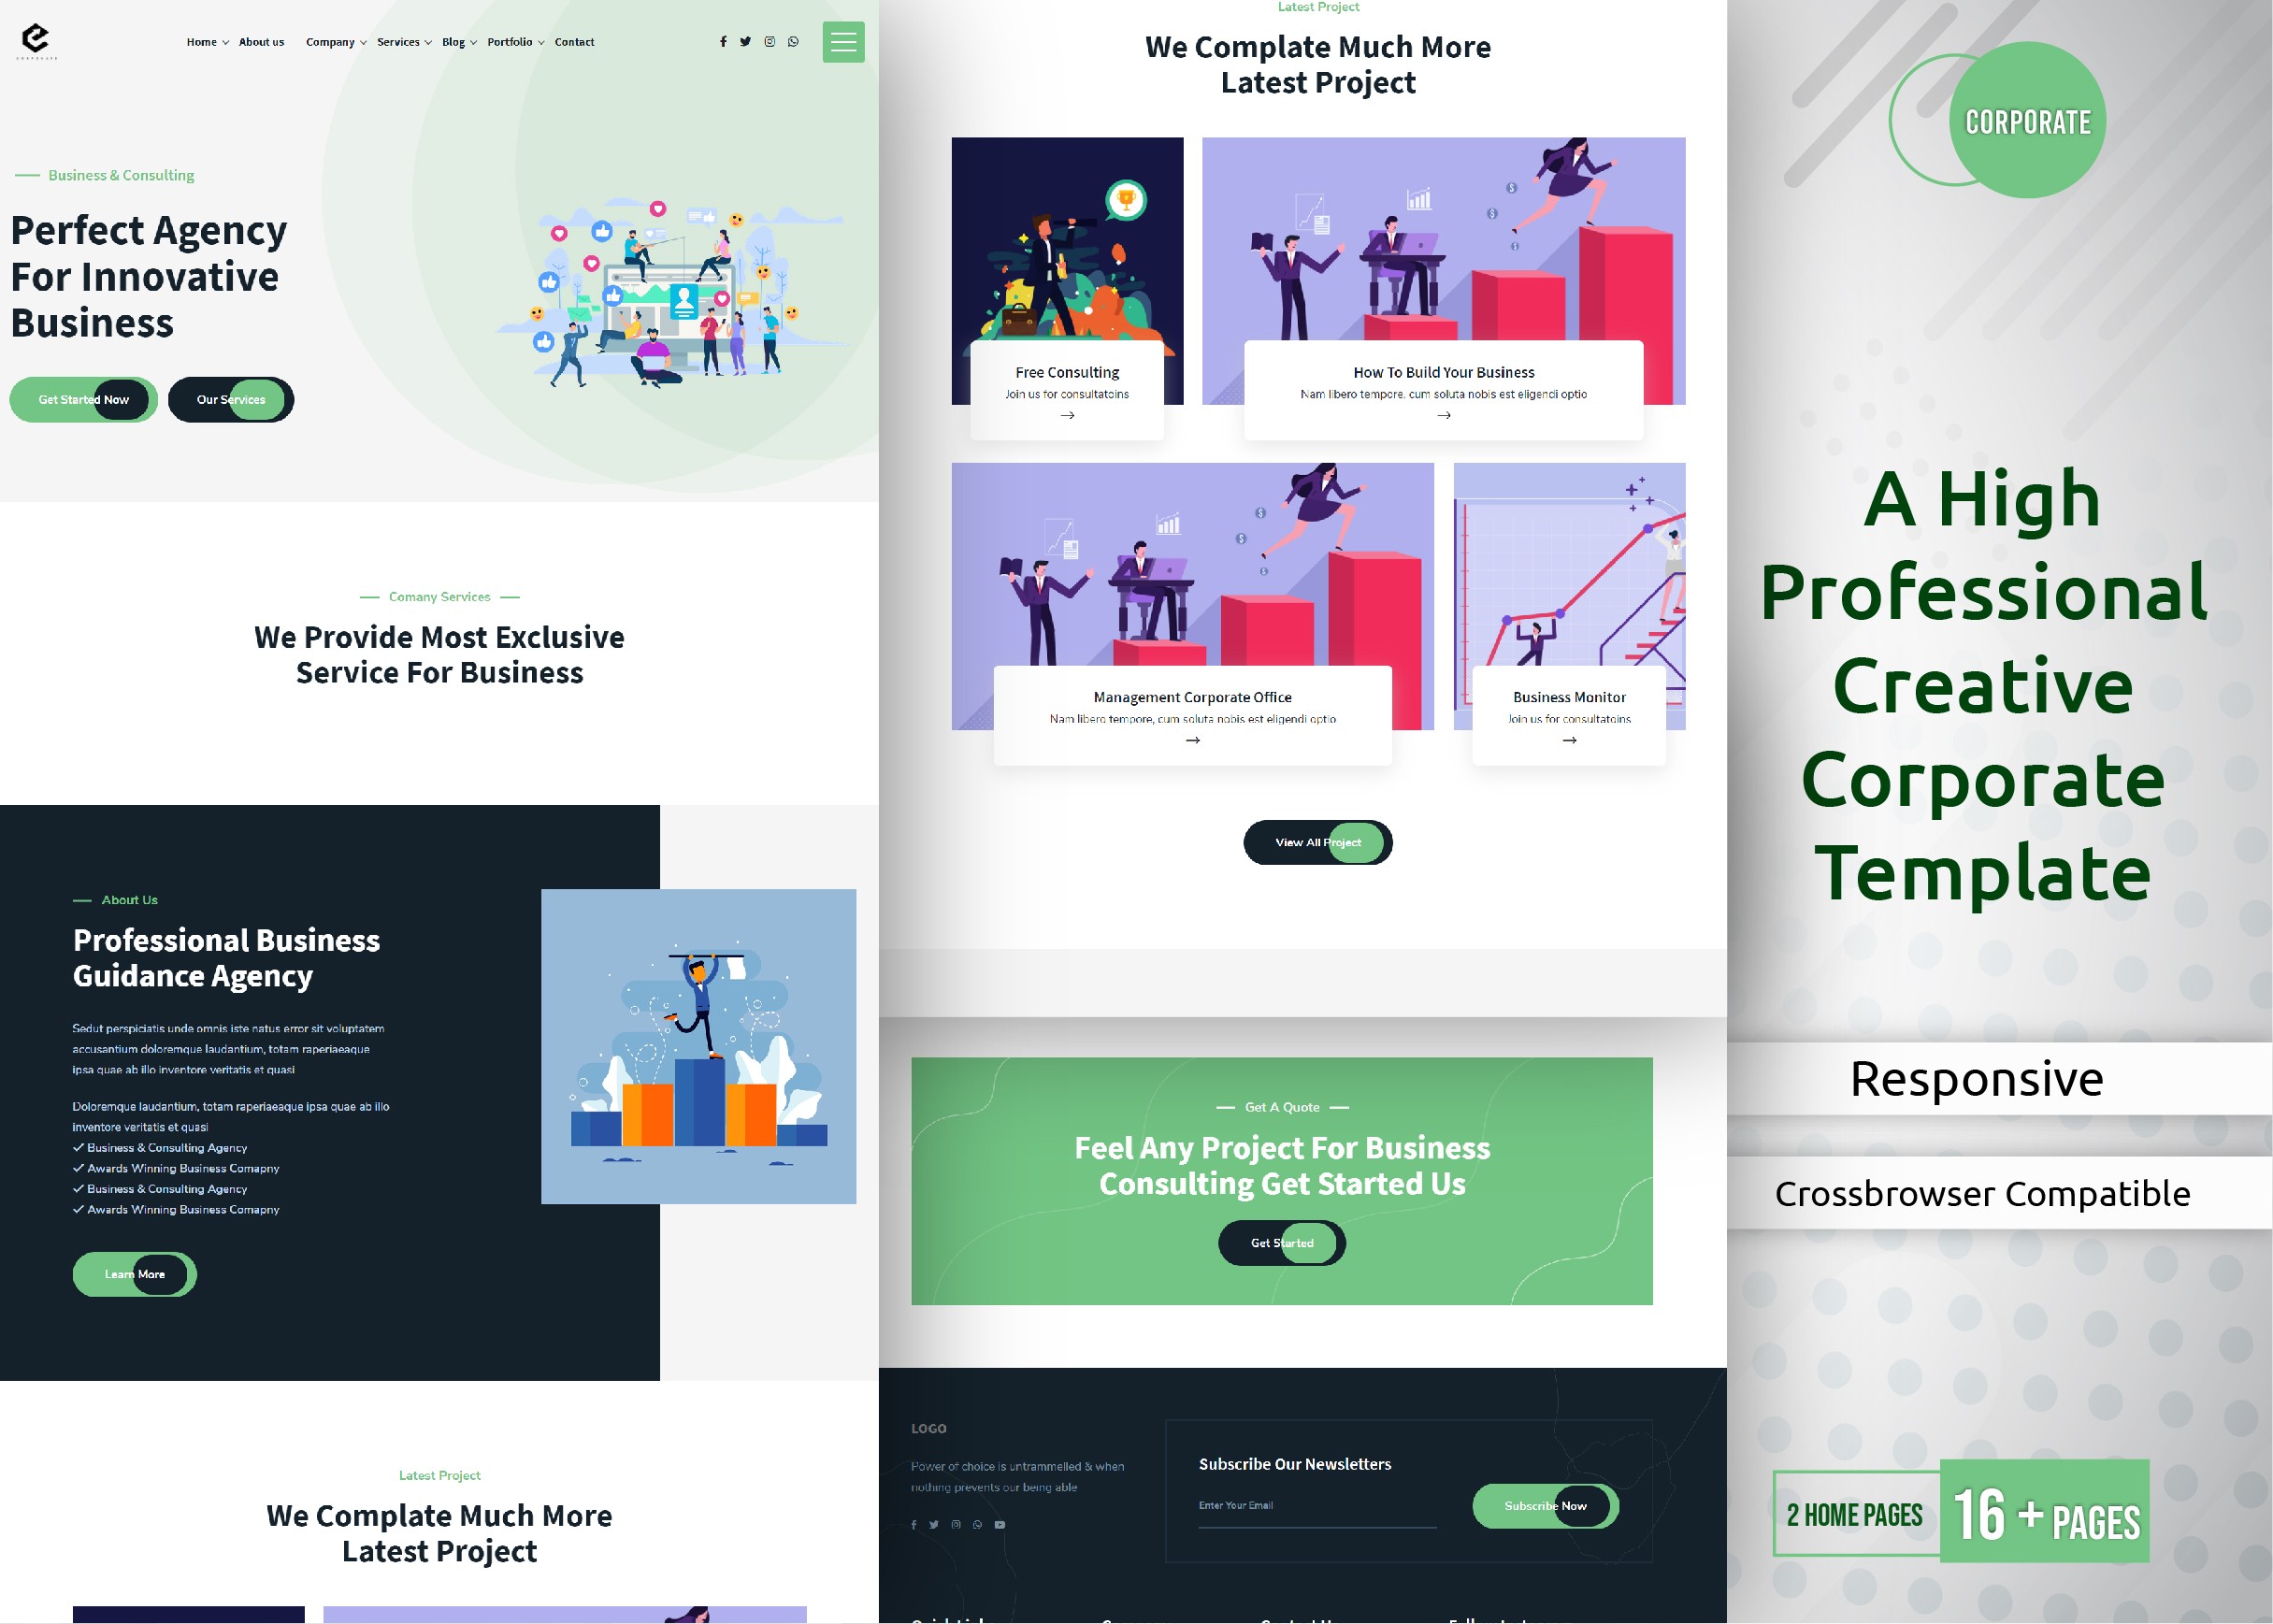 CORPORATE
Home
About us
Company
Services
Blog
Portfolio
Contact
Business & Consulting
Perfect Agency
For Innovative
Business
Get Started Now
Our Services
Comany Services
We Provide Most Exclusive
Service For Business
About Us
Professional Business
Guidance Agency
Sedut perspiciatis unde omnis iste natus error sit voluptatem
accusantium doloremque laudantium, totam raperiaeaque
ipsa quae ab illo inventore veritatis et quasi
Doloremque laudantium, totam raperiaeaque ipsa quae ab illo
inventore veritatis et quasi
Business & Consulting Agency
Awards Winning Business Comapny
Business & Consulting Agency
Awards Winning Business Comapny
Learn More
Latest Project
We Complate Much More
Latest Project
Latest Project
We Complate Much More
Latest Project
Free Consulting
Join us for consultatoins
How To Build Your Business
Nam libero tempore, cum soluta nobis est eligendi optio
Management Corporate Office
Nam libero tempore, cum soluta nobis est eligendi optio
Business Monitor
Join us for consultatoins
View All Project
Get A Quote
Feel Any Project For Business
Consulting Get Started Us
Get Started
LOGO
Power of choice is untrammelled & when
nothing prevents our being able
Subscribe Our Newsletters
Enter Your Email
Subscribe Now
CORPORATE
A High
Professional
Creative
Corporate
Template
Responsive
Crossbrowser Compatible
2 HOME PAGES
16 + PAGES